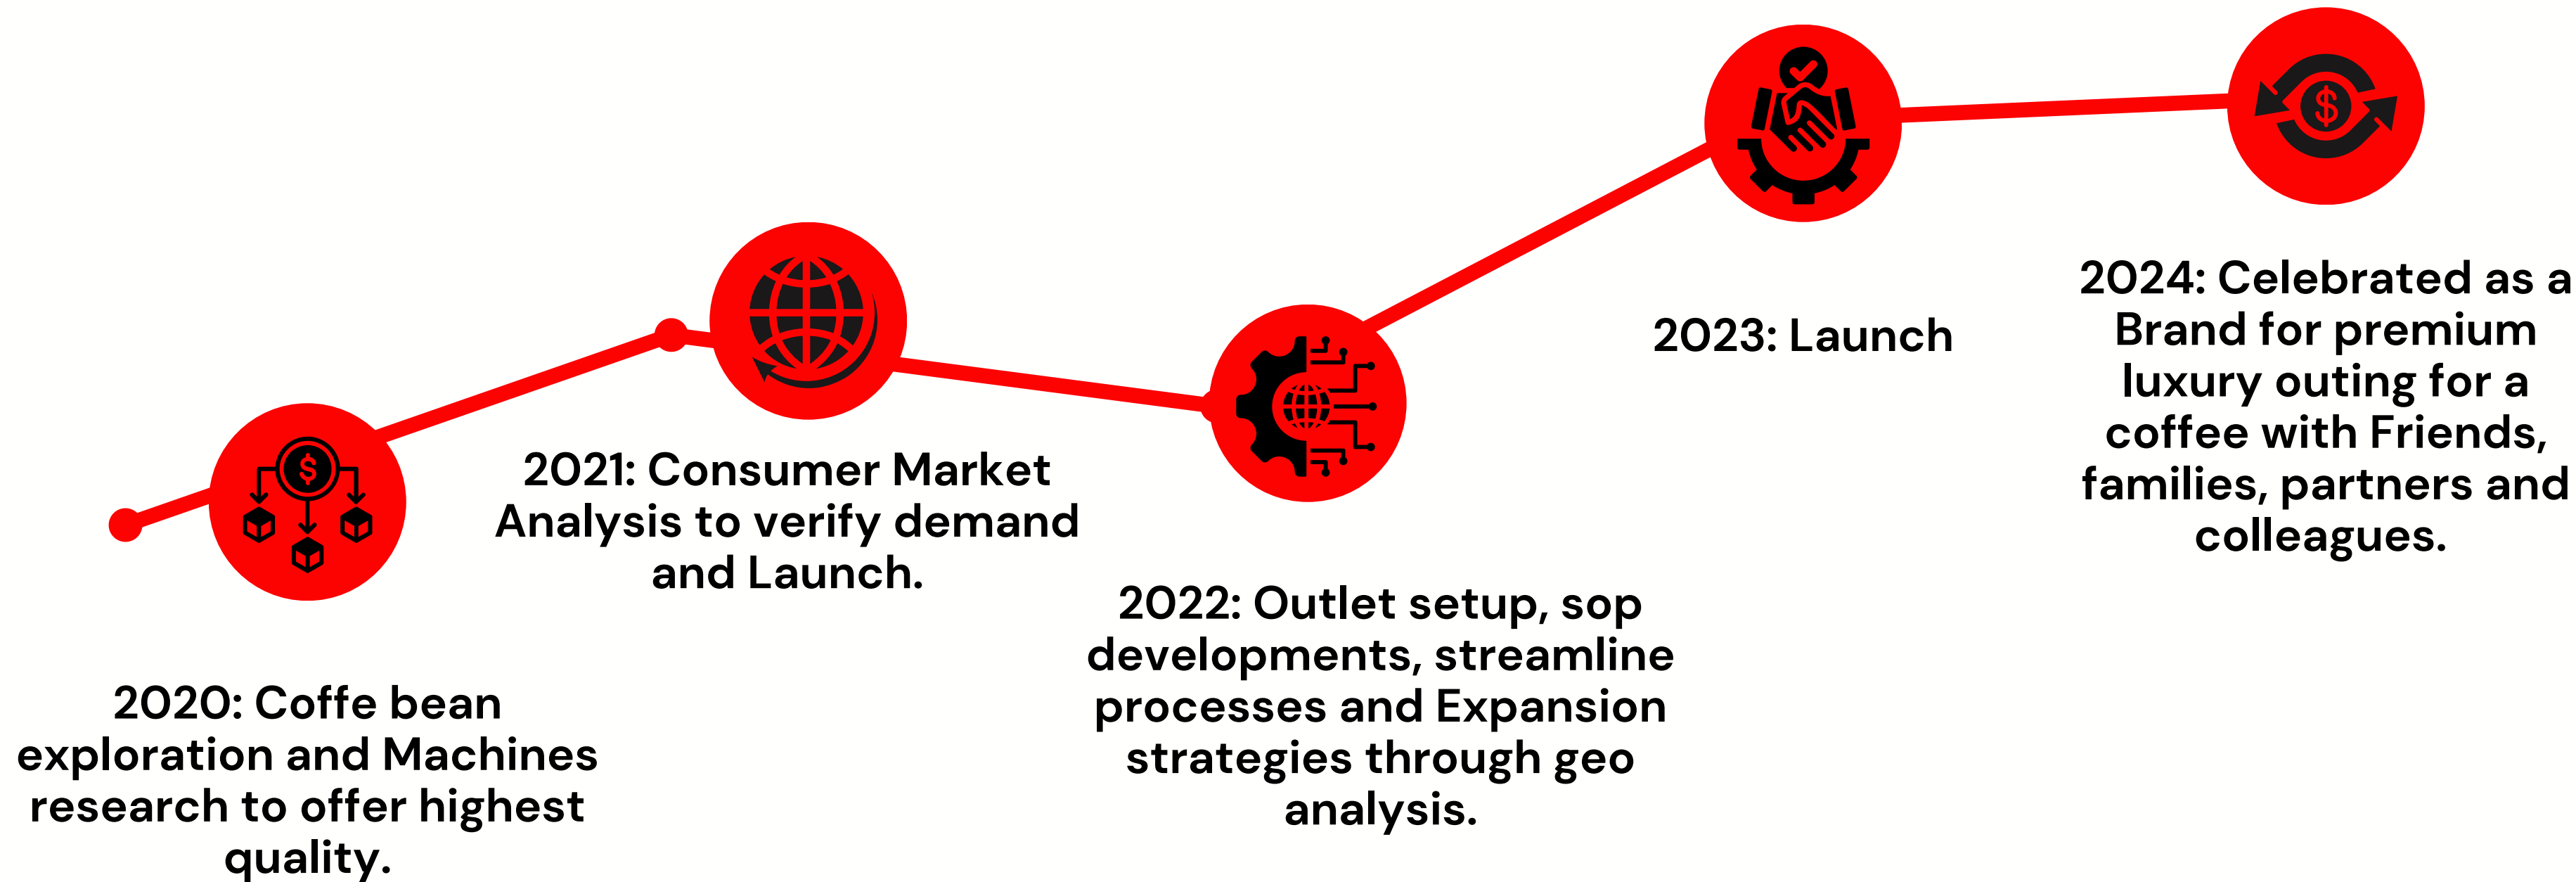 2020: Coffe bean
exploration and Machines
research to offer highest
quality.
2021: Consumer Market
Analysis to verify demand
and Launch.
2022: Outlet setup, sop
developments, streamline
processes and Expansion
strategies through geo
analysis.
2023: Launch
2024: Celebrated as a
Brand for premium
luxury outing for a
coffee with Friends,
families, partners and
colleagues.